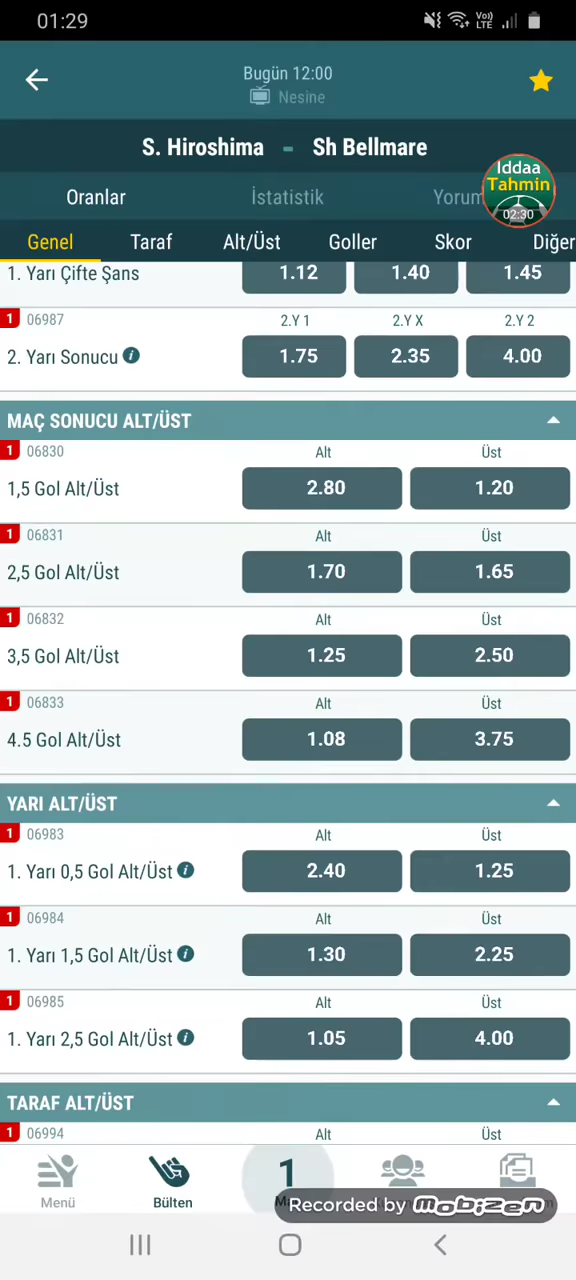 01:29
Vo)) LTE
Bugün 12:00
Nesine
S. Hiroshima - Sh Bellmare
Iddaa
Tahmin
02:30
Oranlar İstatistik Yorum
Genel Taraf Alt/Üst Goller Skor Diğer
1. Yarı Çifte Şans 1.12 1.40 1.45
1 06987 2.Y 1 2.Y X 2.Y 2
2. Yarı Sonucu i 1.75 2.35 4.00
MAÇ SONUCU ALT/ÜST
1 06830 Alt Üst
1,5 Gol Alt/Üst 2.80 1.20
1 06831 Alt Üst
2,5 Gol Alt/Üst 1.70 1.65
1 06832 Alt Üst
3,5 Gol Alt/Üst 1.25 2.50
1 06833 Alt Üst
4.5 Gol Alt/Üst 1.08 3.75
YARI ALT/ÜST
1 06983 Alt Üst
1. Yarı 0,5 Gol Alt/Üst i 2.40 1.25
1 06984 Alt Üst
1. Yarı 1,5 Gol Alt/Üst i 1.30 2.25
1 06985 Alt Üst
1. Yarı 2,5 Gol Alt/Üst i 1.05 4.00
TARAF ALT/ÜST
1 06994 Alt Üst
1
Menü Bülten
Recorded by mobizen